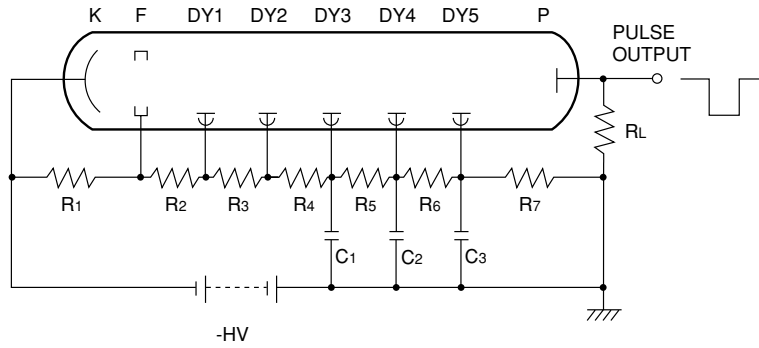 K F DY1 DY2 DY3 DY4 DY5 P
PULSE
OUTPUT
RL
R1 R2 R3 R4 R5 R6 R7
C1 C2 C3
-HV